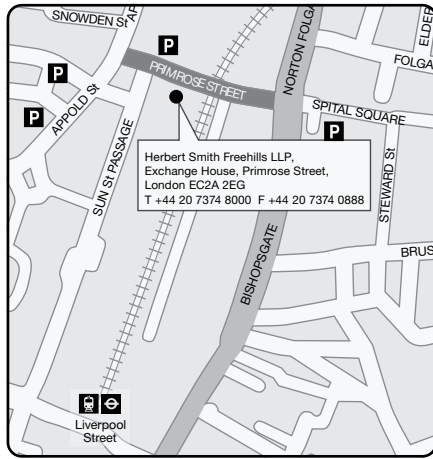 SNOWDEN St
P
P
P
APPOLD St
PRIMROSE STREET
NORTON FOLGA
FOLGA
ELDER
SPITAL SQUARE
P
STEWARD St
SUN St PASSAGE
Herbert Smith Freehills LLP,
Exchange House, Primrose Street,
London EC2A 2EG
T +44 20 7374 8000 F +44 20 7374 0888
BISHOPSGATE
BRUS
Liverpool
Street